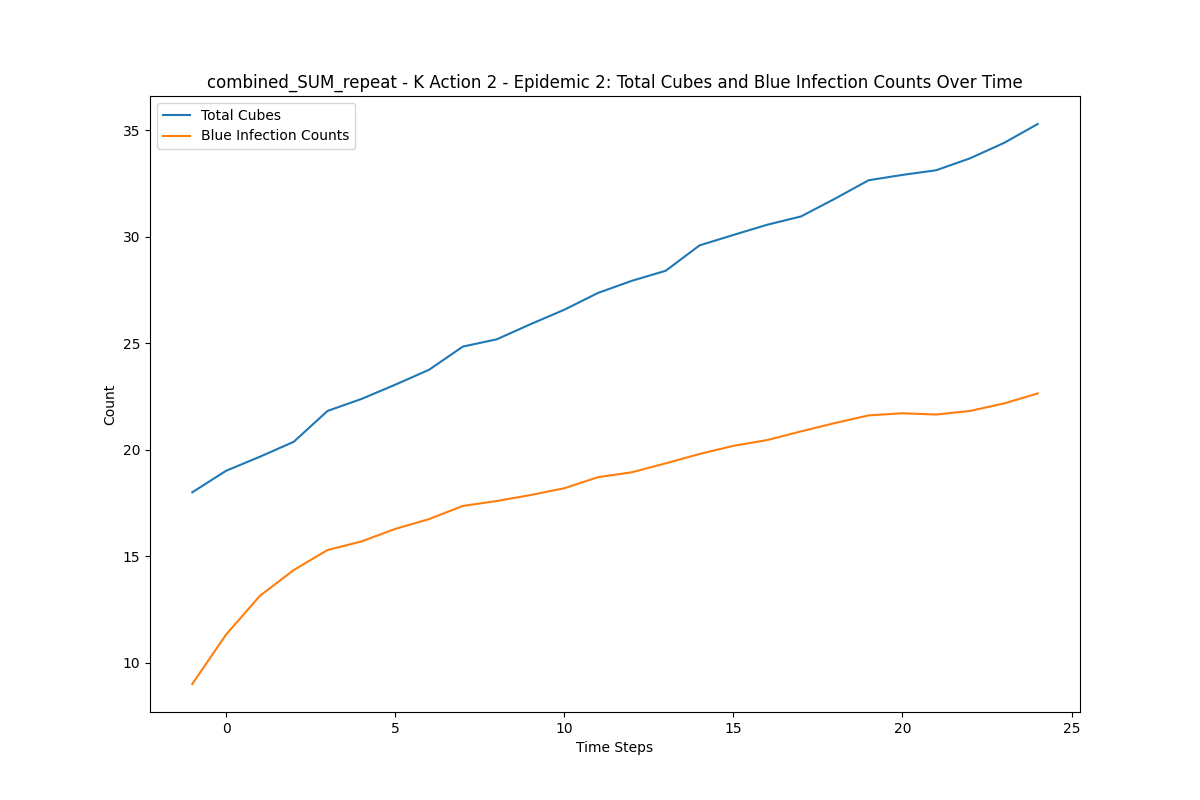 combined_SUM_repeat - K Action 2 - Epidemic 2: Total Cubes and Blue Infection Counts Over Time
Total Cubes
Blue Infection Counts
35
30
25
20
15
10
Count
0 5 10 15 20 25
Time Steps